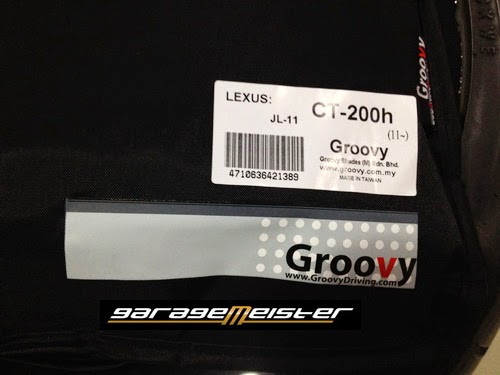 Groovy
LEXUS:
CT-200h
JL-11
(11~)
Groovy
Groovy Shades (M) Sdn. Bhd.
www.groovy.com.my
MADE IN TAIWAN
4710636421389
Groovy
www.GroovyDriving.com
garagemeister